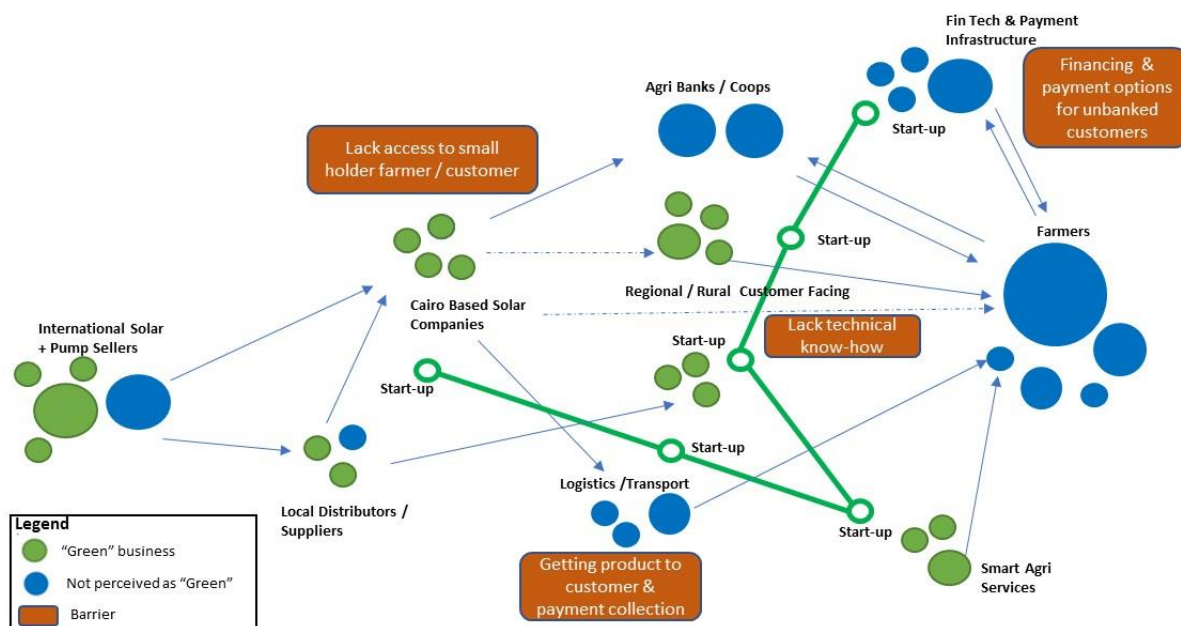 Fin Tech & Payment
Infrastructure
Financing &
payment options
for unbanked
customers
Agri Banks / Coops
Start-up
Lack access to small
holder farmer / customer
Start-up
Farmers
Regional / Rural Customer Facing
Cairo Based Solar
Companies
International Solar
+ Pump Sellers
Lack technical
know-how
Start-up
Start-up
Start-up
Logistics /Transport
Local Distributors /
Suppliers
Start-up
Smart Agri
Services
Getting product to
customer &
payment collection
Legend
"Green" business
Not perceived as "Green"
Barrier